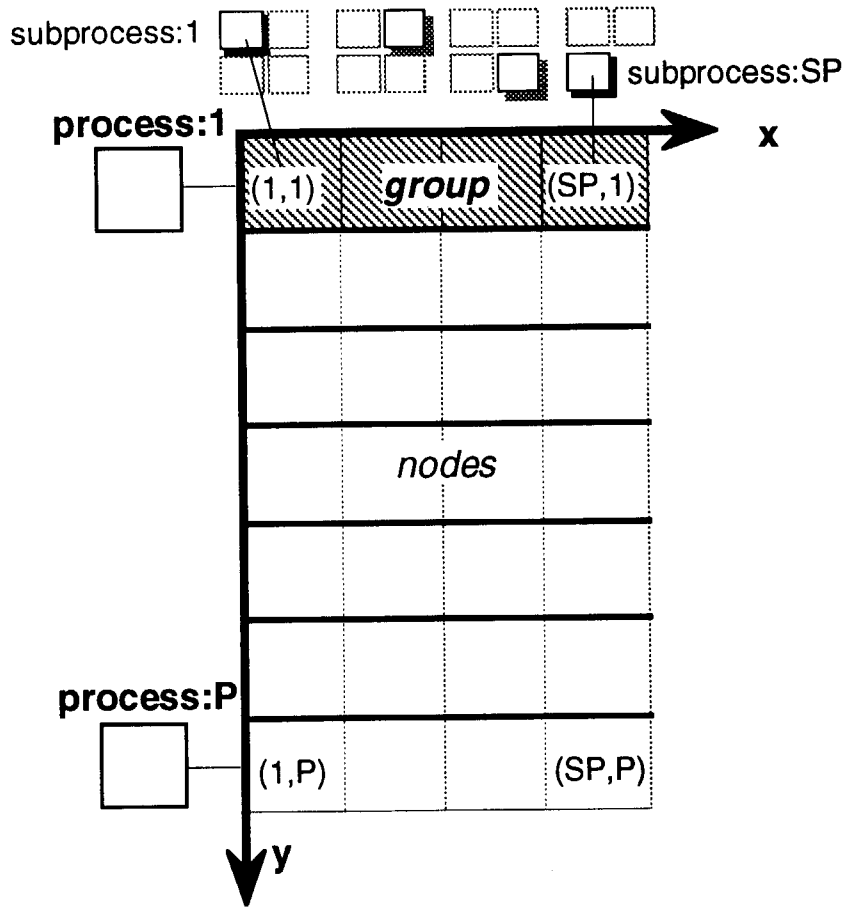 subprocess:1
subprocess:SP
process:1
x
(1,1)
group
(SP,1)
nodes
process:P
(1,P)
(SP,P)
y